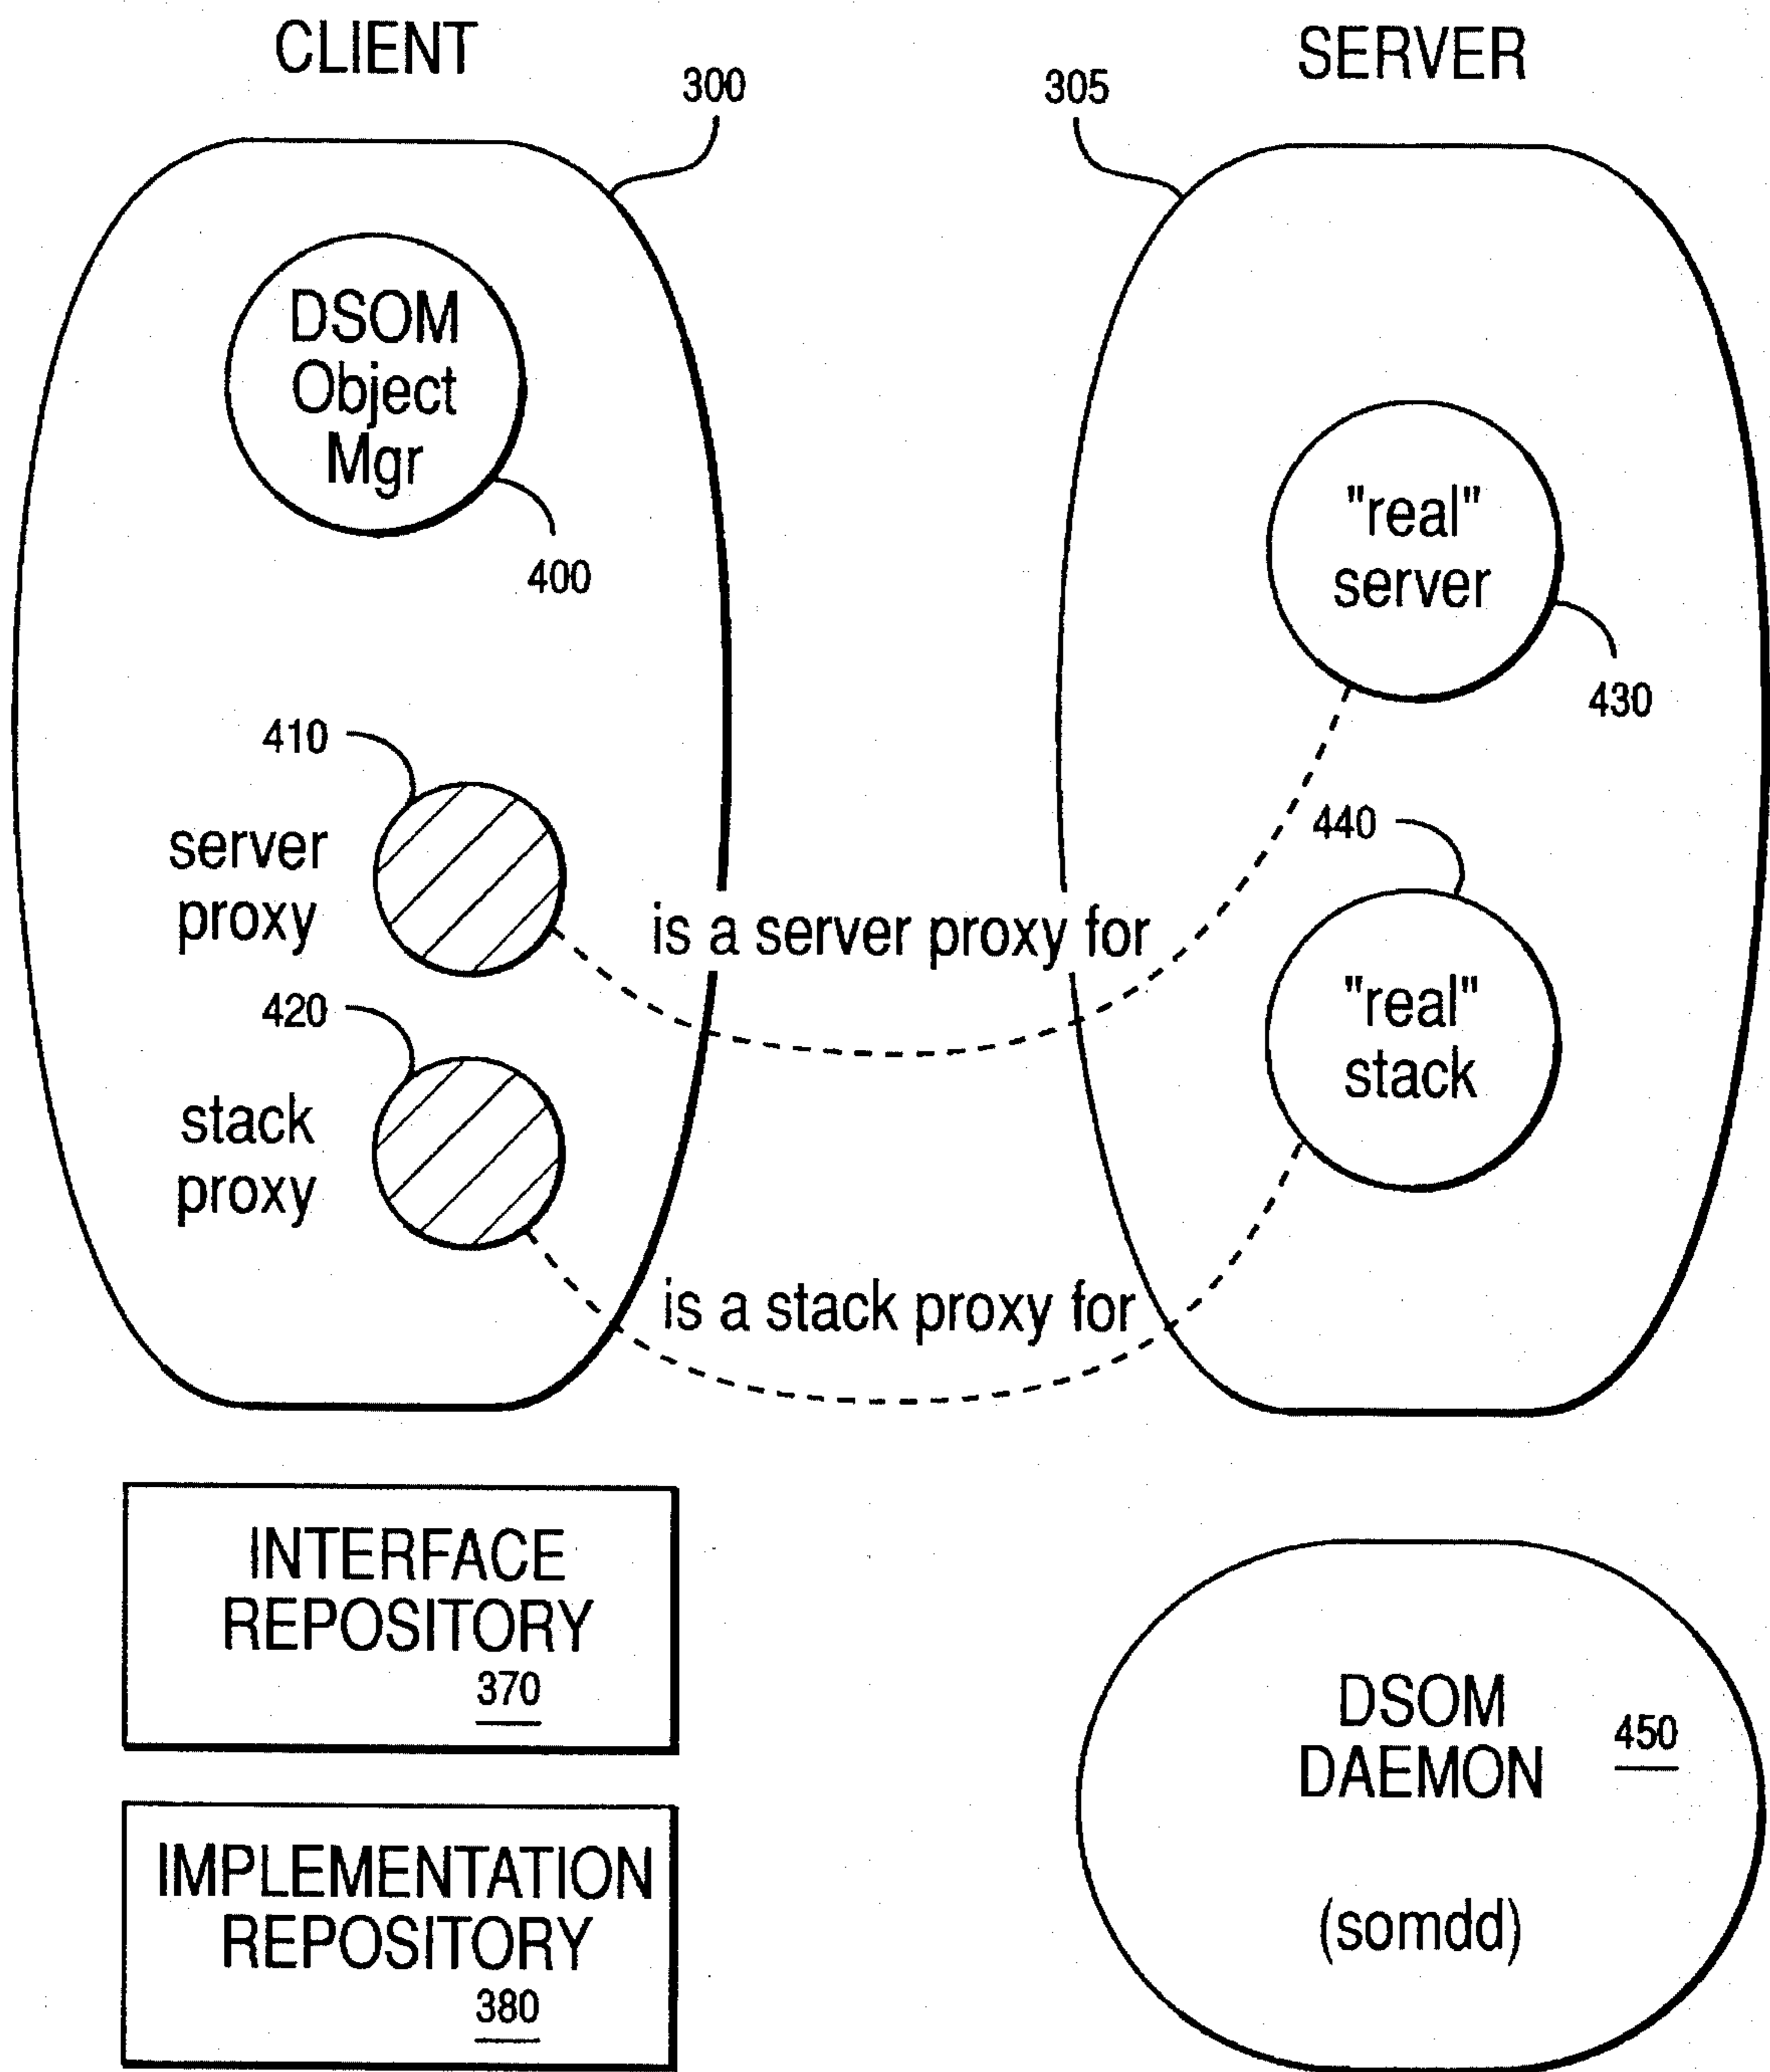 CLIENT
SERVER
300
305
DSOM
Object
Mgr
400
"real"
server
430
410
server
proxy
is a server proxy for
440
"real"
stack
420
stack
proxy
is a stack proxy for
INTERFACE
REPOSITORY
370
IMPLEMENTATION
REPOSITORY
380
DSOM
DAEMON
450
(somdd)